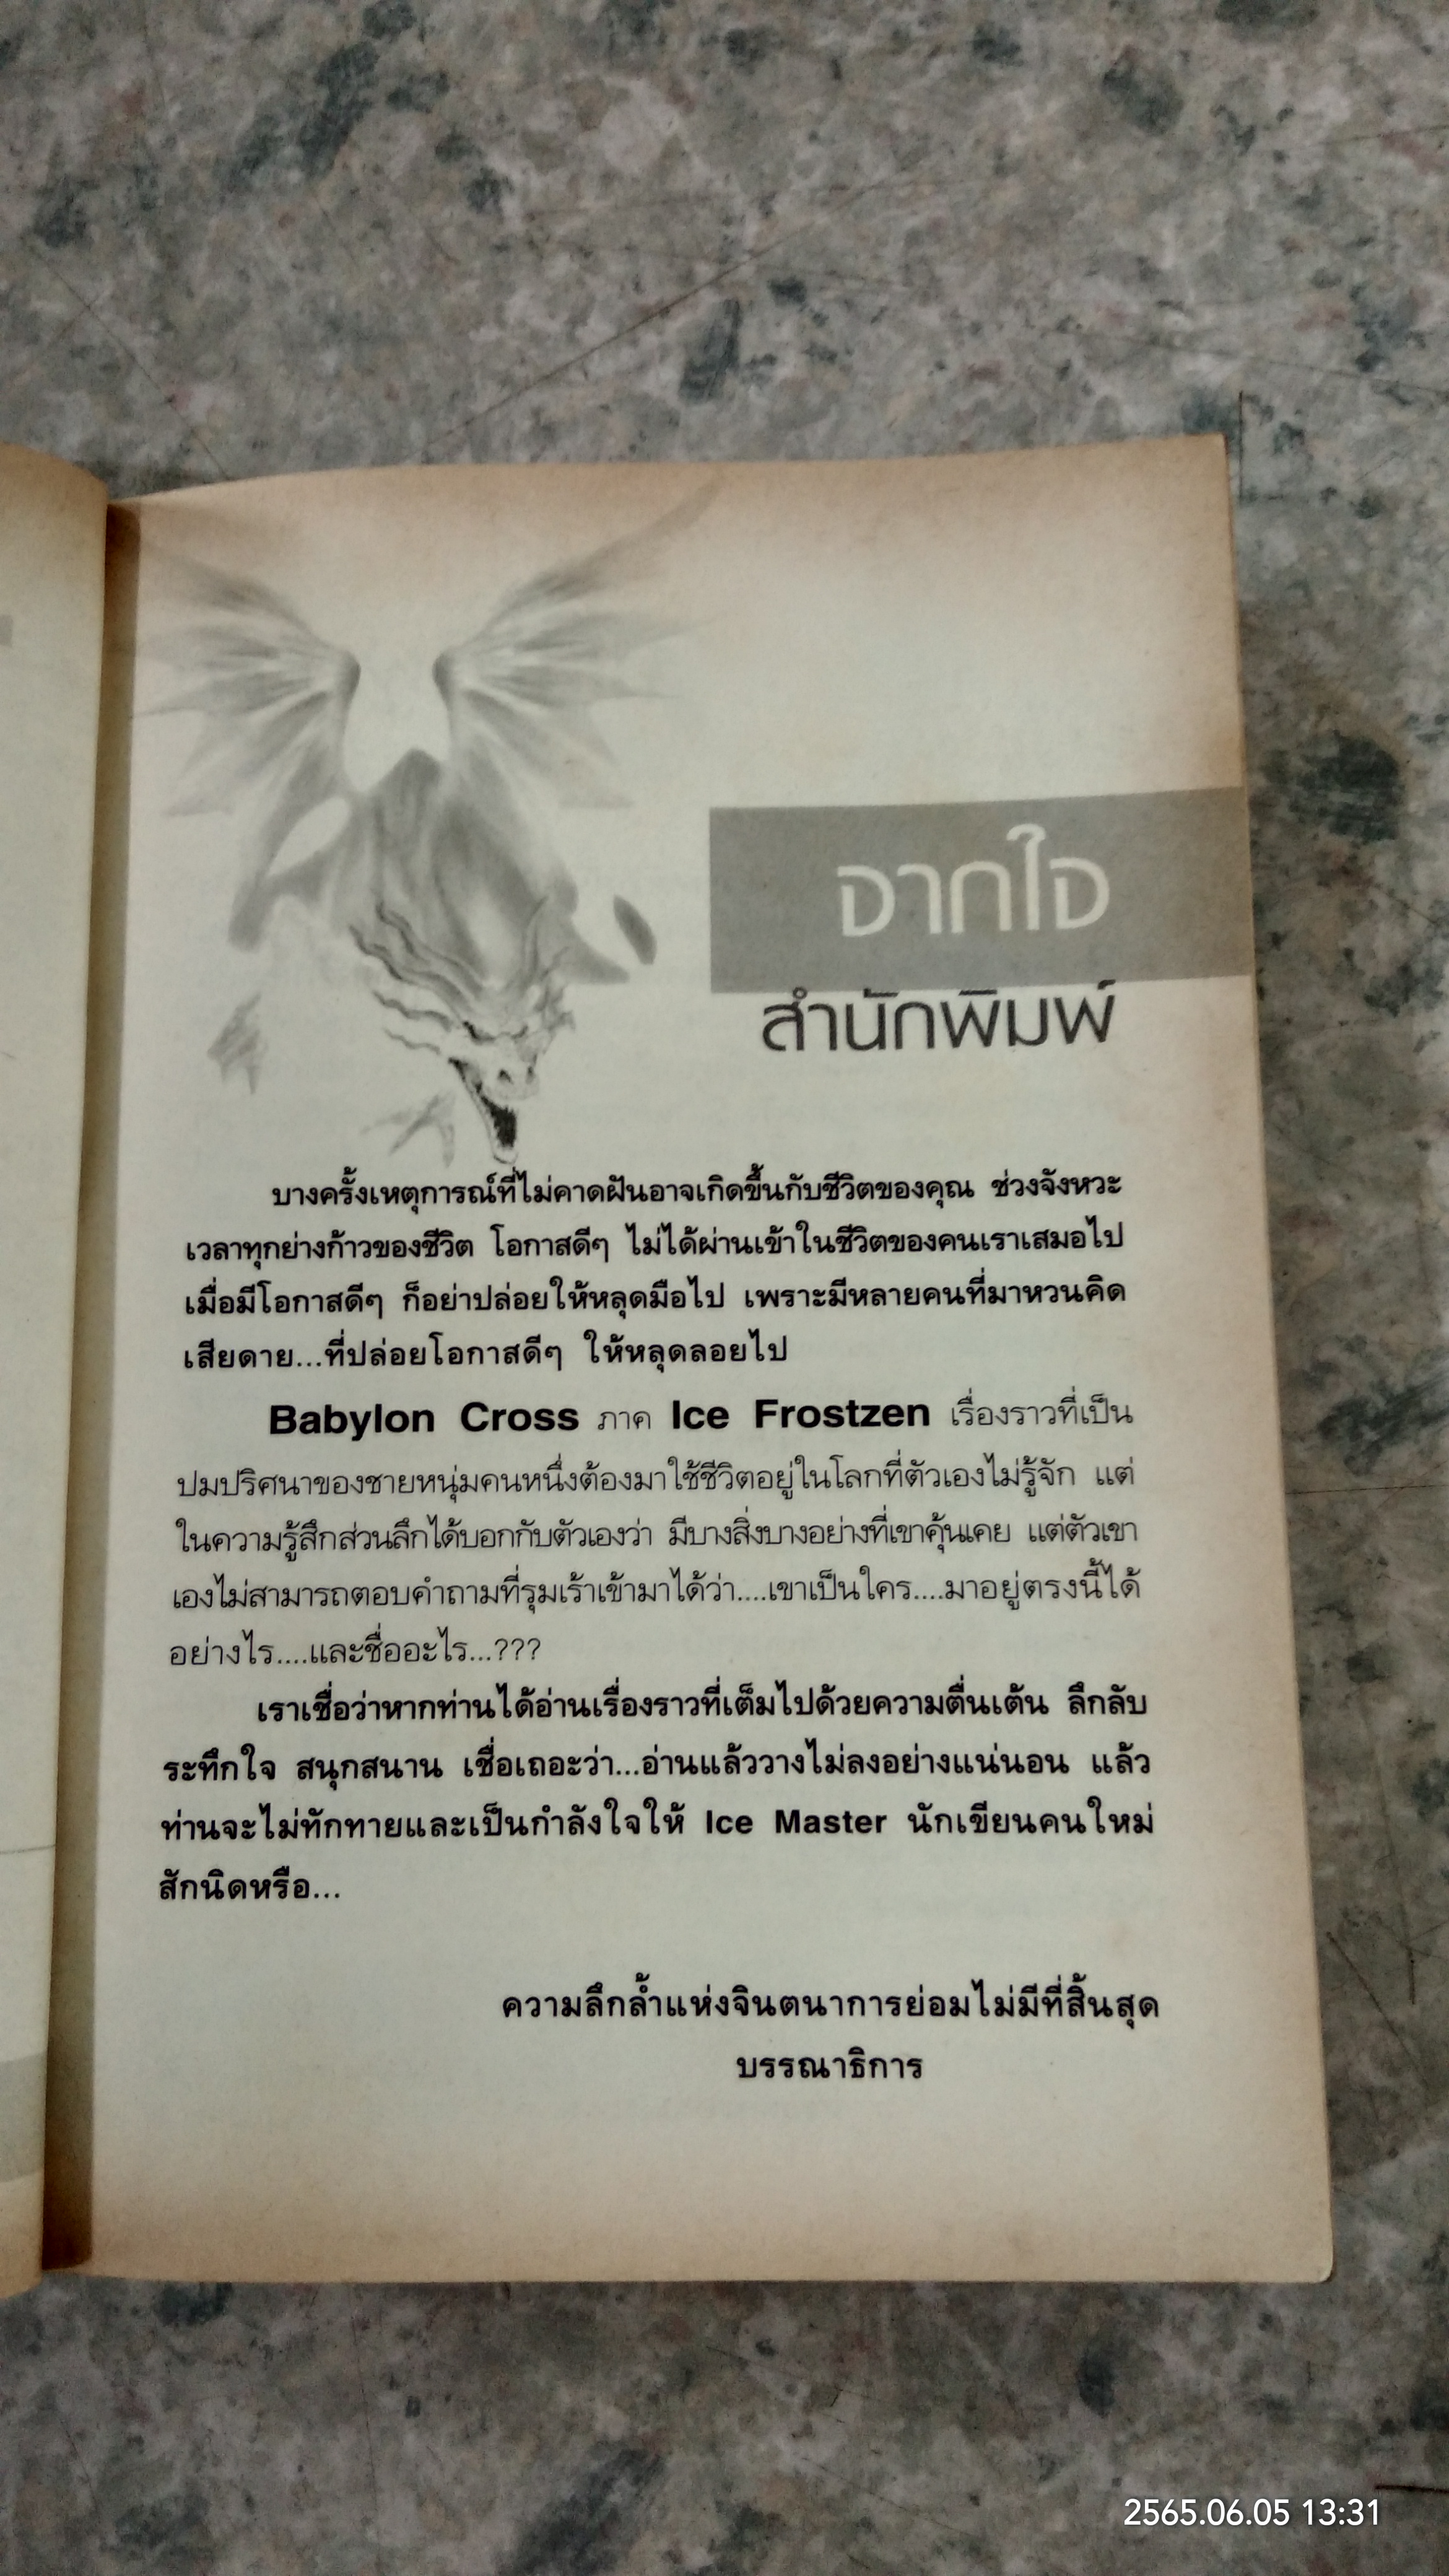 จากใจ
สำนักพิมพ์
บางครั้งเหตุการณ์ที่ไม่คาดฝันอาจเกิดขึ้นกับชีวิตของคุณ ช่วงจังหวะ
เวลาทุกย่างก้าวของชีวิต โอกาสดีๆ ไม่ได้ผ่านเข้าในชีวิตของคนเราเสมอไป
เมื่อมีโอกาสดีๆ ก็อย่าปล่อยให้หลุดมือไป เพราะมีหลายคนที่มาหวนคิด
เสียดาย...ที่ปล่อยโอกาสดีๆ ให้หลุดลอยไป
Babylon Cross ภาค Ice Frostzen เรื่องราวที่เป็น
ปมปริศนาของชายหนุ่มคนหนึ่งต้องมาใช้ชีวิตอยู่ในโลกที่ตัวเองไม่รู้จัก แต่
ในความรู้สึกส่วนลึกได้บอกกับตัวเองว่า มีบางสิ่งบางอย่างที่เขาคุ้นเคย แต่ตัวเขา
เองไม่สามารถตอบคำถามที่รุมเร้าเข้ามาได้ว่า....เขาเป็นใคร....มาอยู่ตรงนี้ได้
อย่างไร....และชื่ออะไร...???
เราเชื่อว่าหากท่านได้อ่านเรื่องราวที่เต็มไปด้วยความตื่นเต้น ลึกลับ
ระทึกใจ สนุกสนาน เชื่อเถอะว่า...อ่านแล้ววางไม่ลงอย่างแน่นอน แล้ว
ท่านจะไม่ทักทายและเป็นกำลังใจให้ Ice Master นักเขียนคนใหม่
สักนิดหรือ...
ความลึกล้ำแห่งจินตนาการย่อมไม่มีที่สิ้นสุด
บรรณาธิการ
2565.06.05 13:31